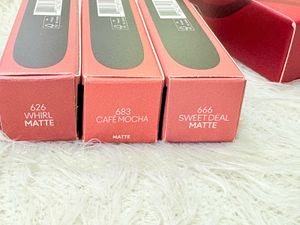 626
WHIRL
MATTE
683
CAFÉ MOCHA
MATTE
666
SWEET DEAL
MATTE